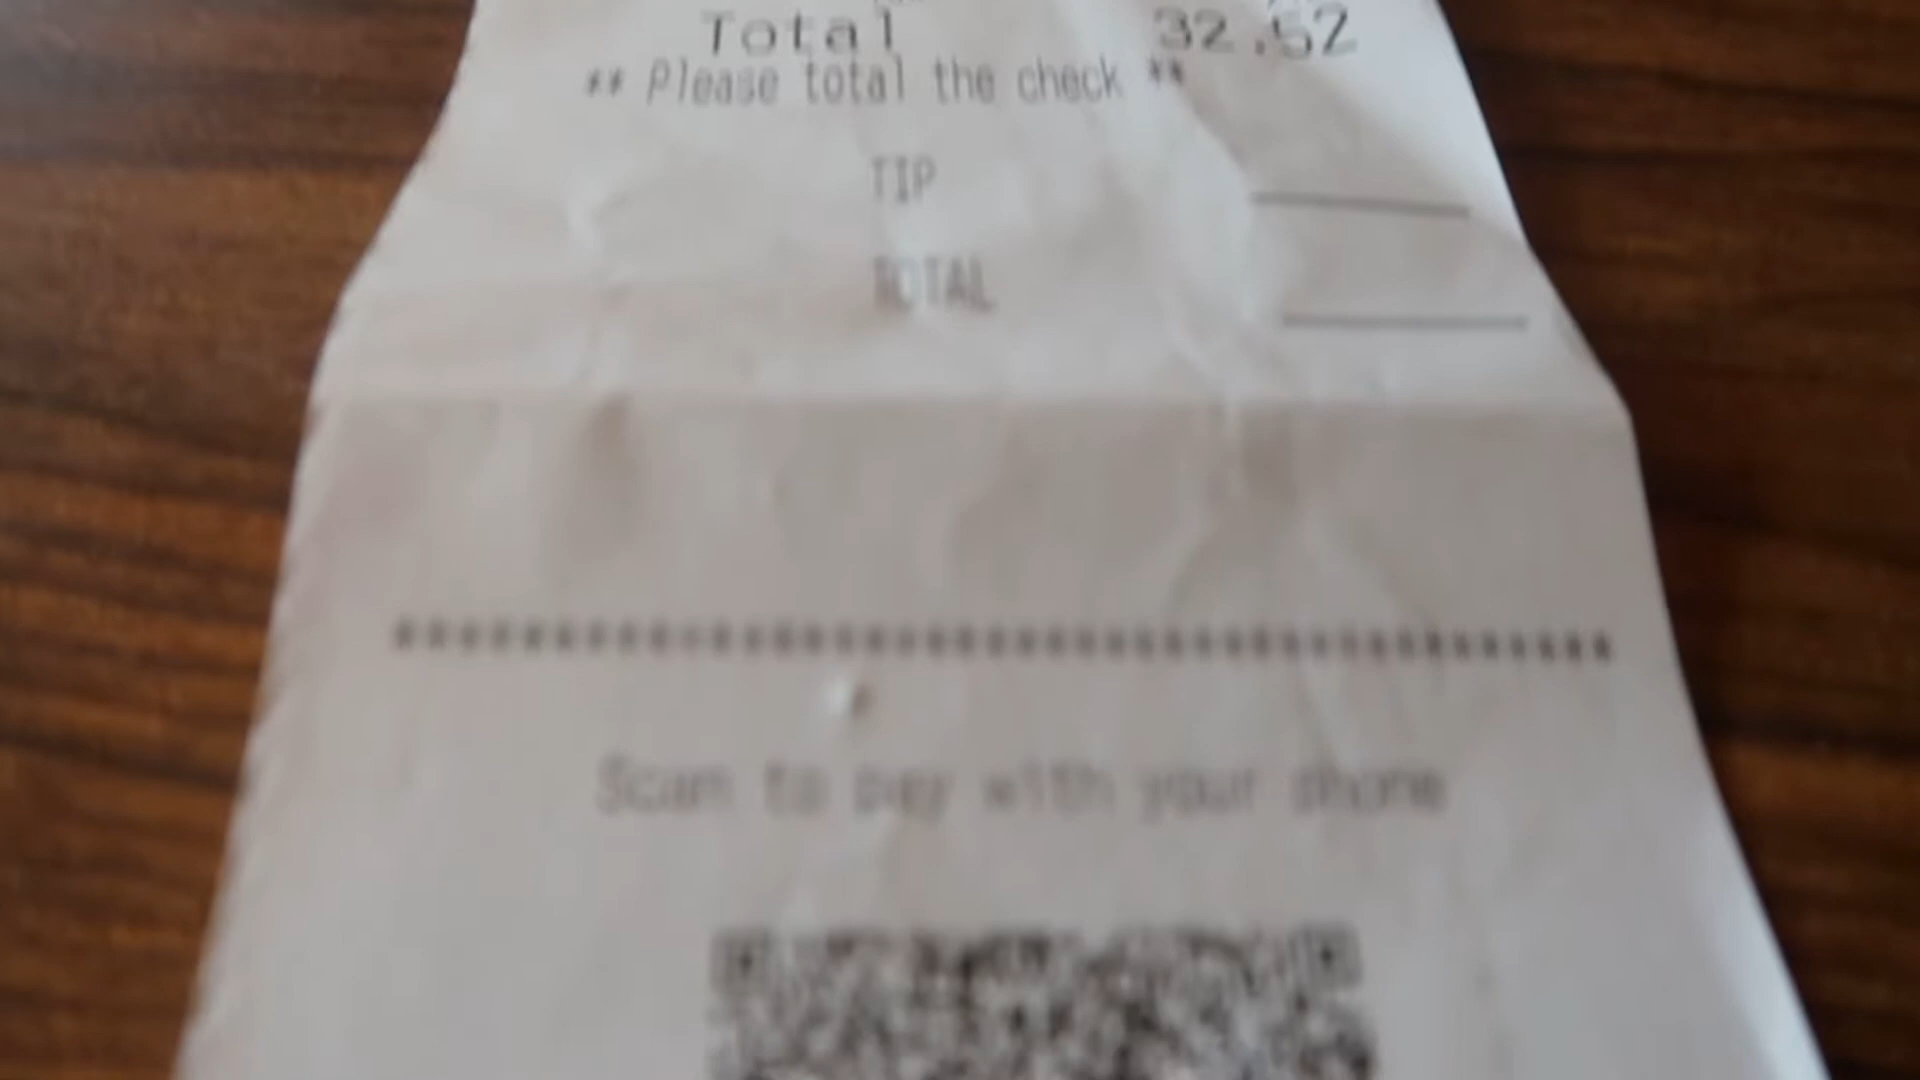 Total 32.52
** Please total the check **
TIP
TOTAL
Scan to pay with your phone